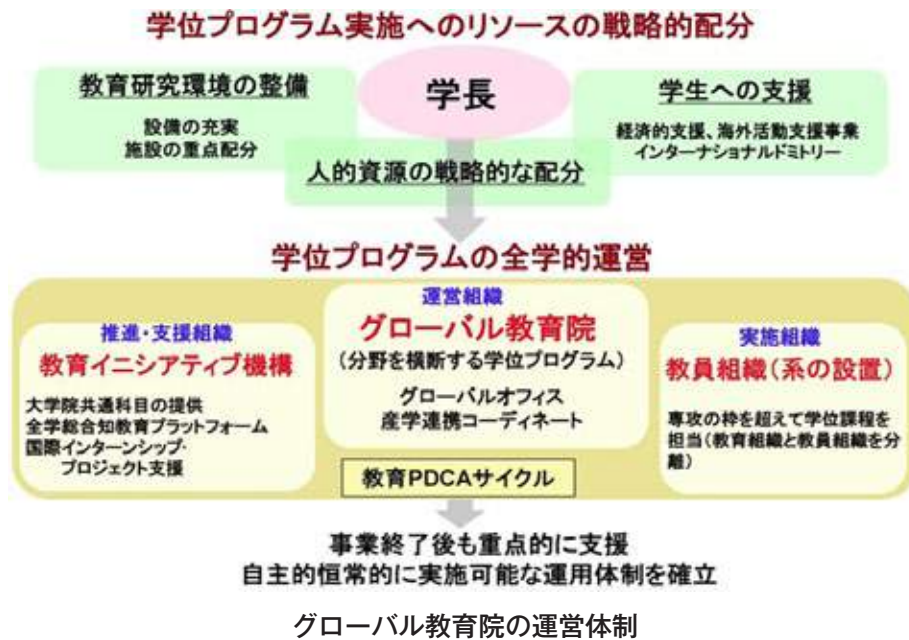 学位プログラム実施へのリソースの戦略的配分
教育研究環境の整備
設備の充実
施設の重点配分
学長
学生への支援
経済的支援、海外活動支援事業
インターナショナルドミトリー
人的資源の戦略的な配分
学位プログラムの全学的運営
推進・支援組織
教育イニシアティブ機構
大学院共通科目の提供
全学総合知教育プラットフォーム
国際インターンシップ・
プロジェクト支援
運営組織
グローバル教育院
(分野を横断する学位プログラム)
グローバルオフィス
産学連携コーディネート
実施組織
教員組織(系の設置)
専攻の枠を超えて学位課程を
担当(教育組織と教員組織を分
離)
教育PDCAサイクル
事業終了後も重点的に支援
自主的恒常的に実施可能な運用体制を確立
グローバル教育院の運営体制